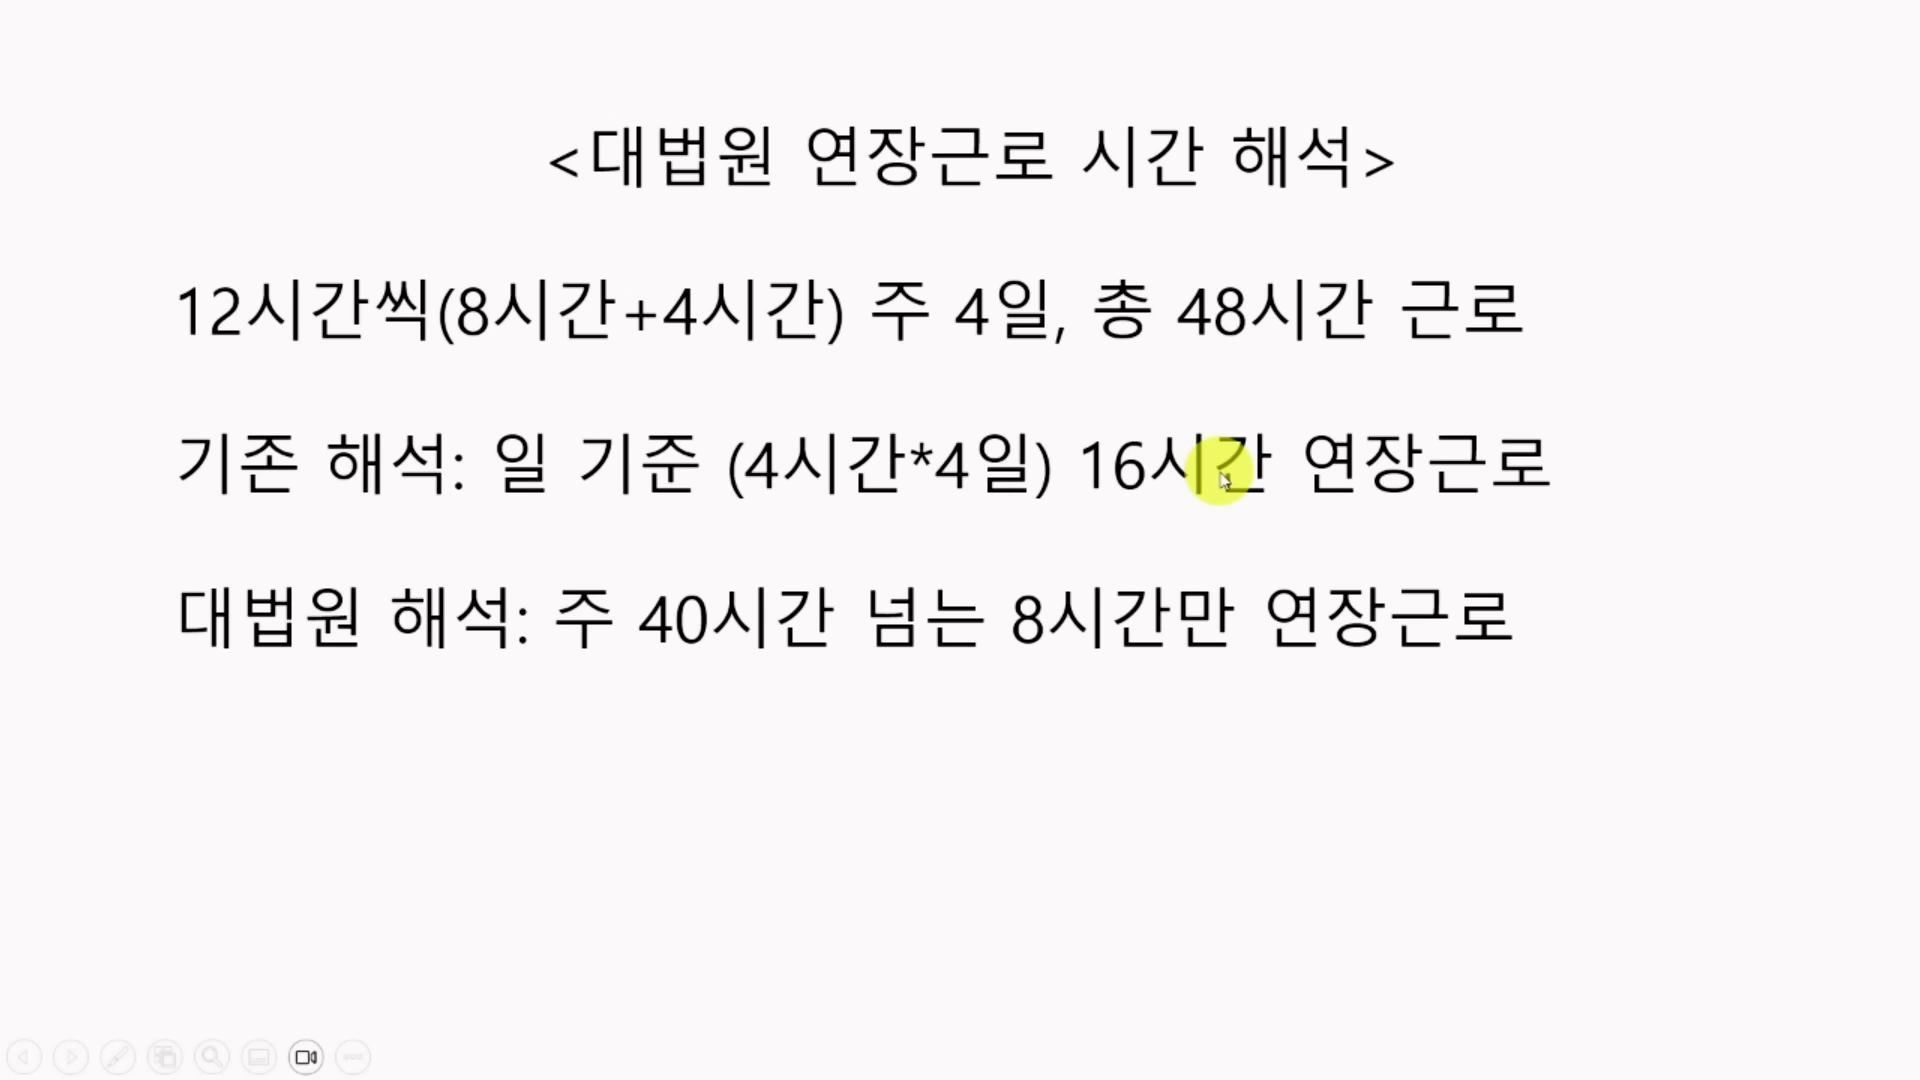 <대법원 연장근로 시간 해석>
12시간씩(8시간+4시간) 주 4일, 총 48시간 근로
기존 해석: 일 기준 (4시간*4일) 16시간 연장근로
대법원 해석: 주 40시간 넘는 8시간만 연장근로